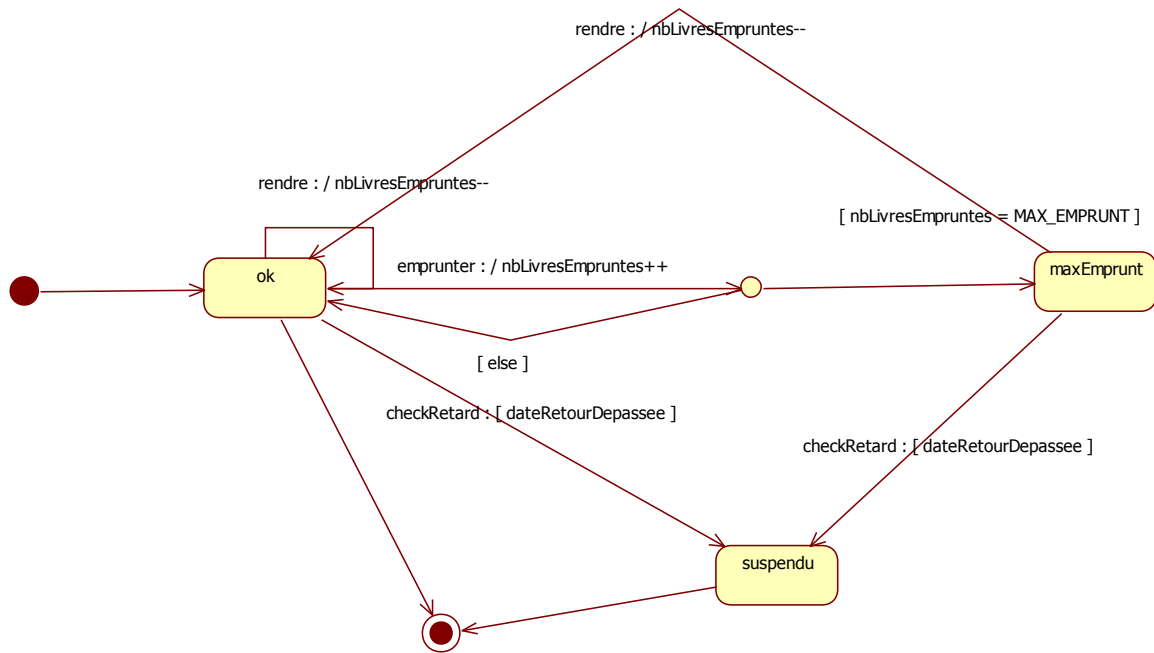 rendre : / nbLivresEmpruntes--
rendre : / nbLivresEmpruntes--
[ nbLivresEmpruntes = MAX_EMPRUNT ]
emprunter : / nbLivresEmpruntes++
ok
maxEmprunt
[ else ]
checkRetard : [ dateRetourDepassee ]
checkRetard : [ dateRetourDepassee ]
suspendu